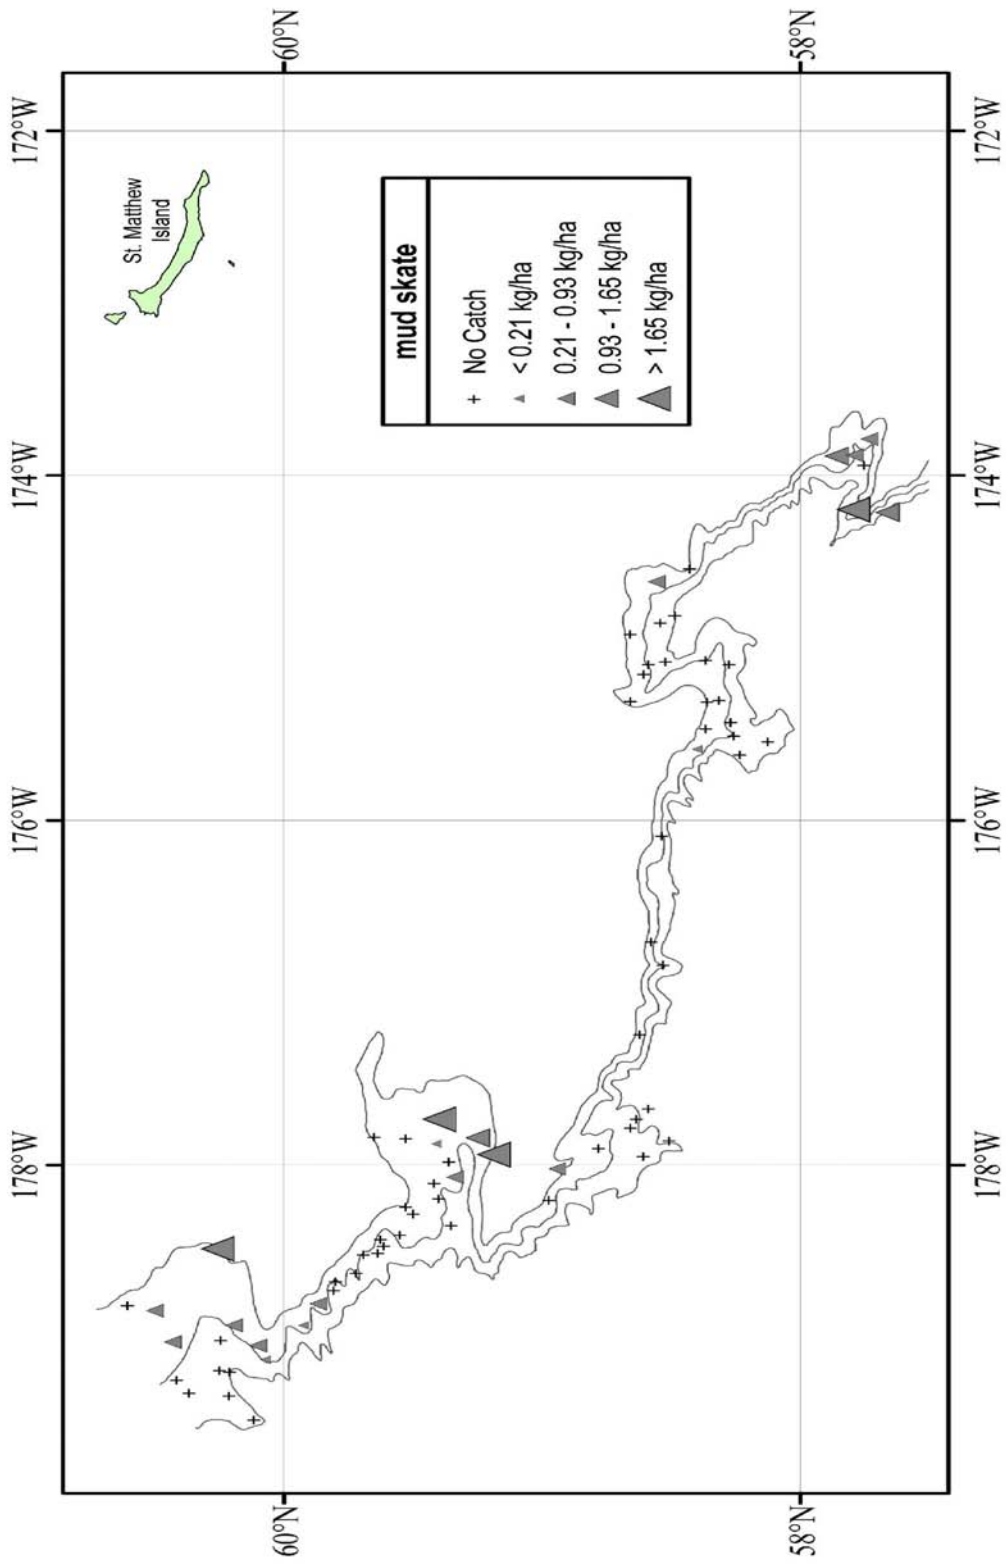 172°W
174°W
176°W
178°W
60°N
60°N
58°N
58°N
St. Matthew
Island
mud skate
No Catch
< 0.21 kg/ha
0.21 - 0.93 kg/ha
0.93 - 1.65 kg/ha
> 1.65 kg/ha
172°W
174°W
176°W
178°W